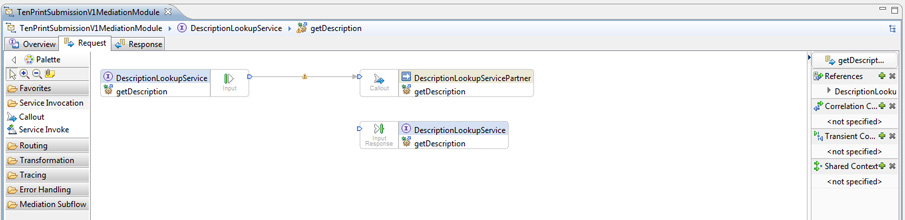 TenPrintSubmissionV1MediationModule
TenPrintSubmissionV1MediationModule DescriptionLookupService getDescription
Overview Request Response
Palette
Favorites
Service Invocation
Callout
Service Invoke
Routing
Transformation
Tracing
Error Handling
Mediation Subflow
DescriptionLookupService
getDescription
Input
Callout
DescriptionLookupServicePartner
getDescription
Input
Response
DescriptionLookupService
getDescription
getDescript...
References
DescriptionLooku
Correlation C...
<not specified>
Transient Co...
<not specified>
Shared Context
<not specified>